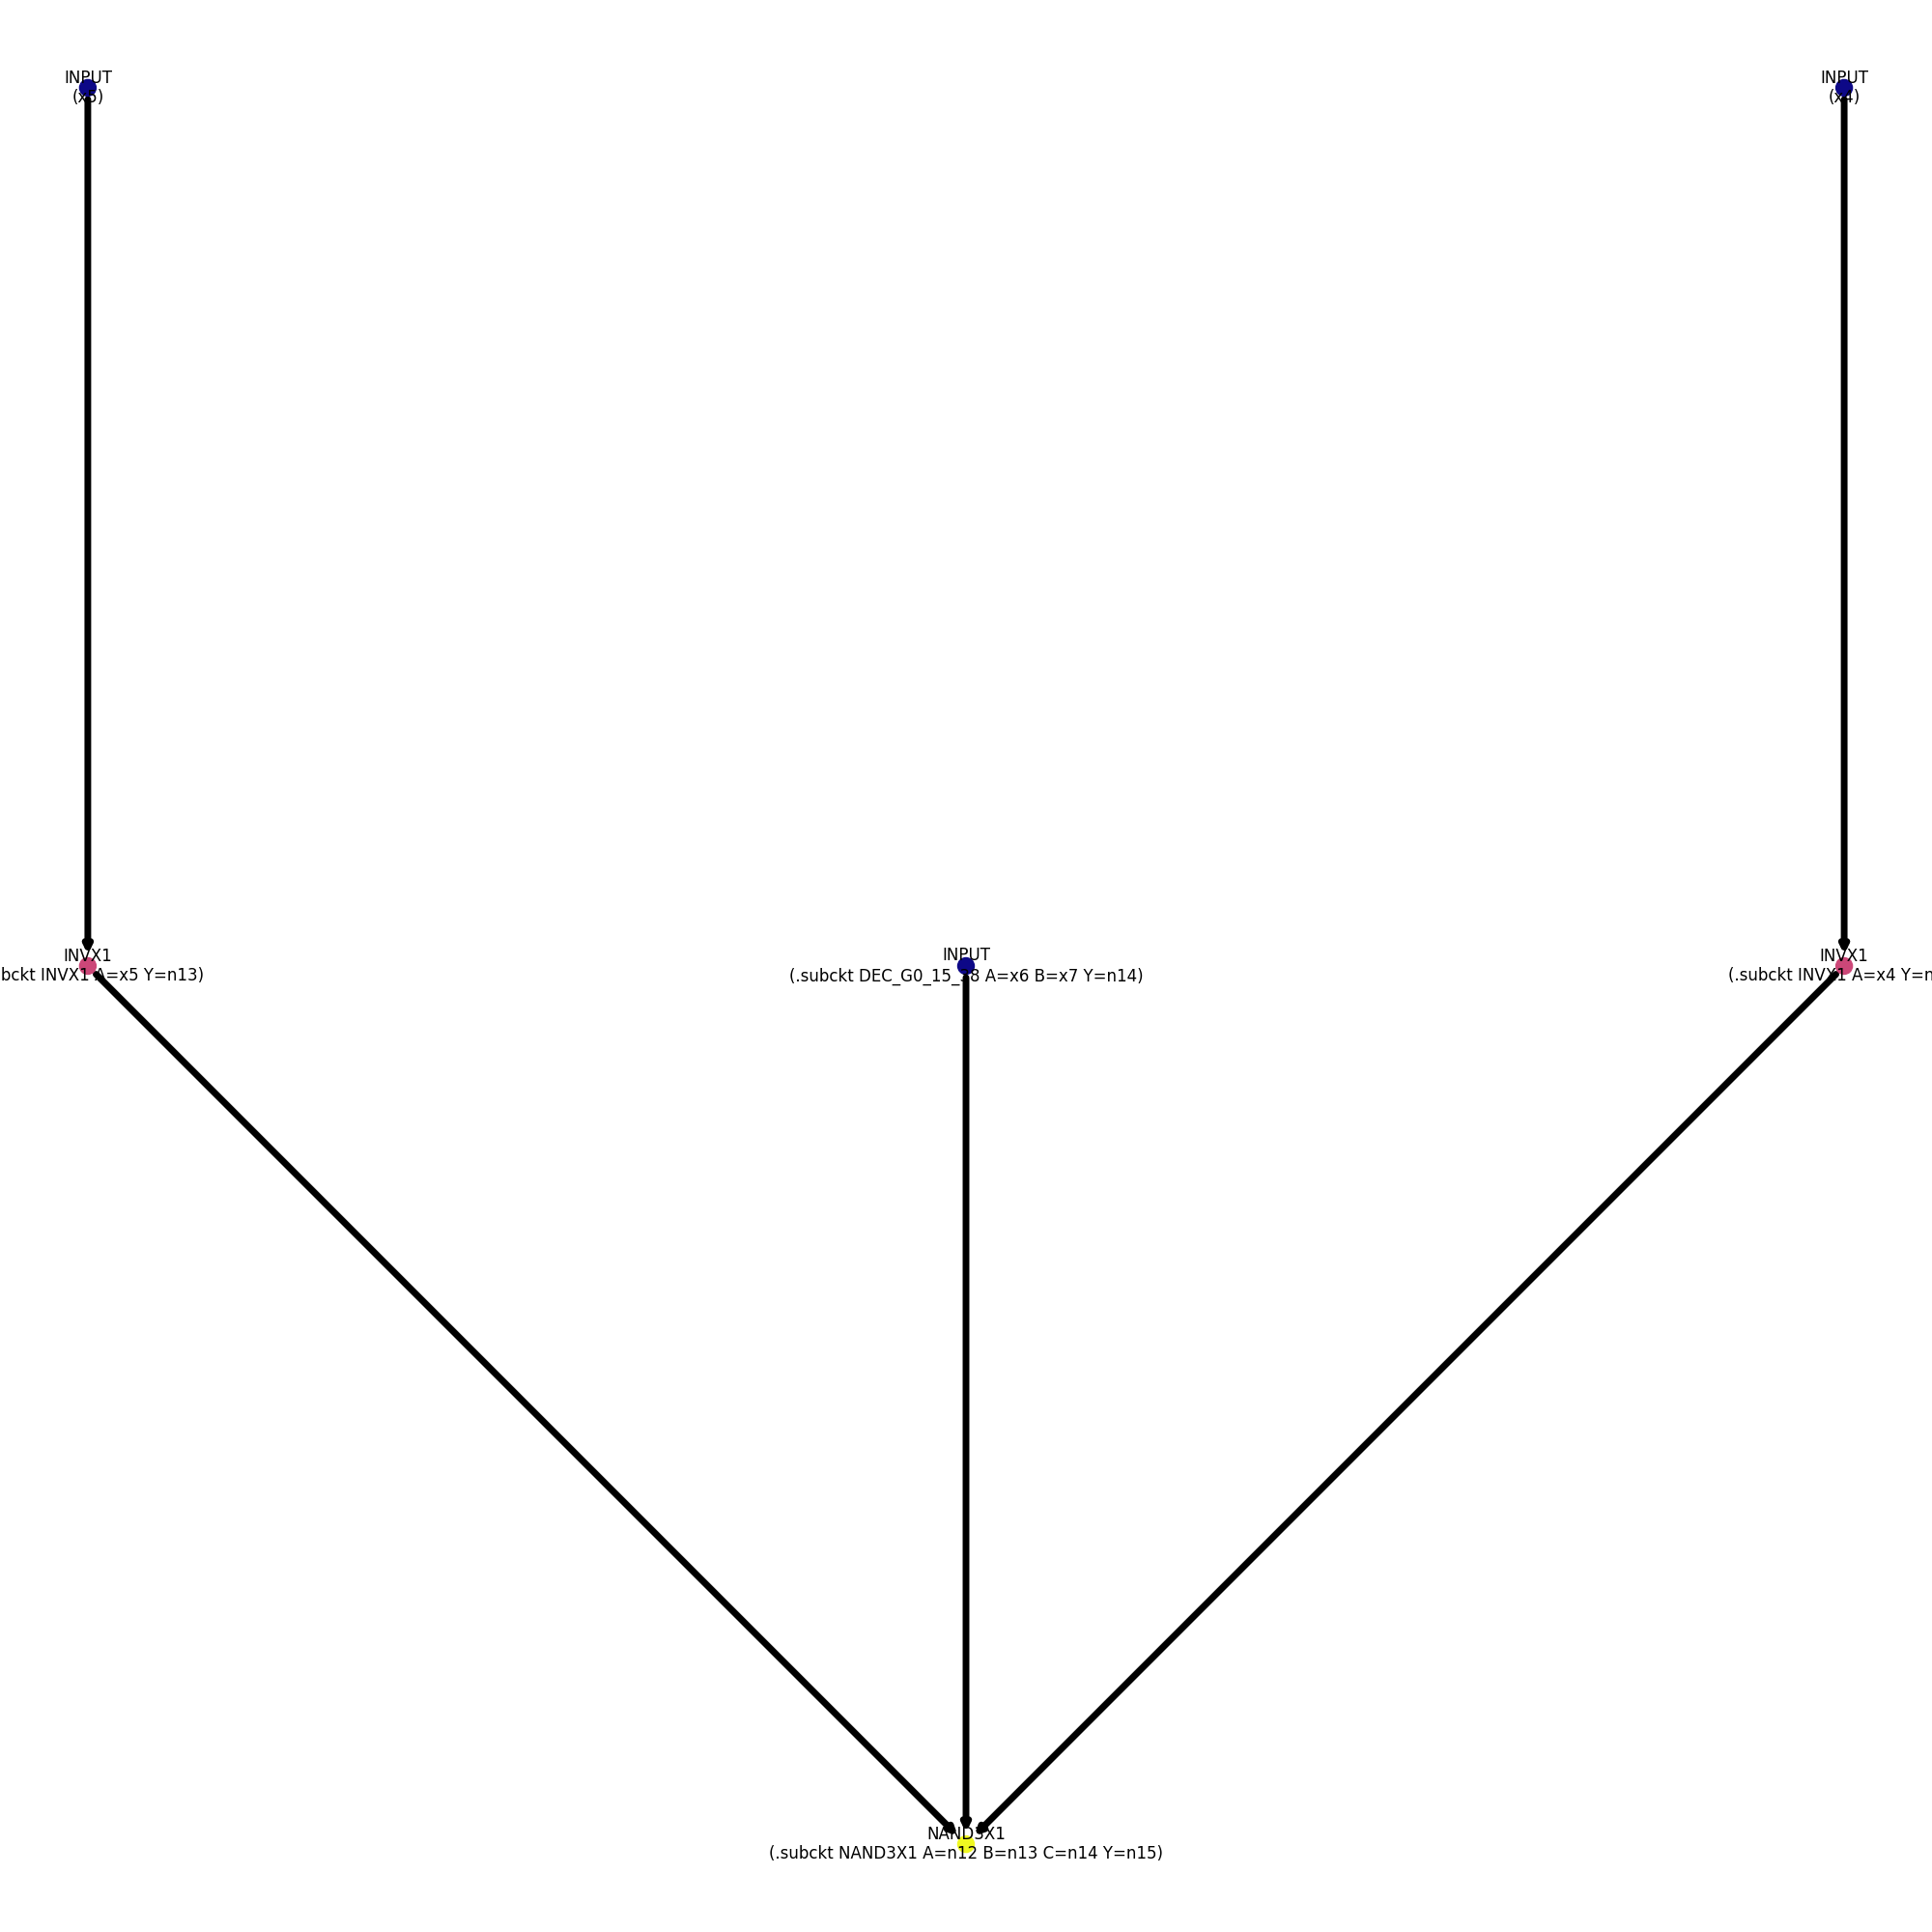 INPUT
(x5)
INPUT
(x4)
INVX1
bckt INVX1 A=x5 Y=n13)
INPUT
(.subckt DEC_G0_15_38 A=x6 B=x7 Y=n14)
INVX1
(.subckt INVX1 A=x4 Y=n
NAND3X1
(.subckt NAND3X1 A=n12 B=n13 C=n14 Y=n15)